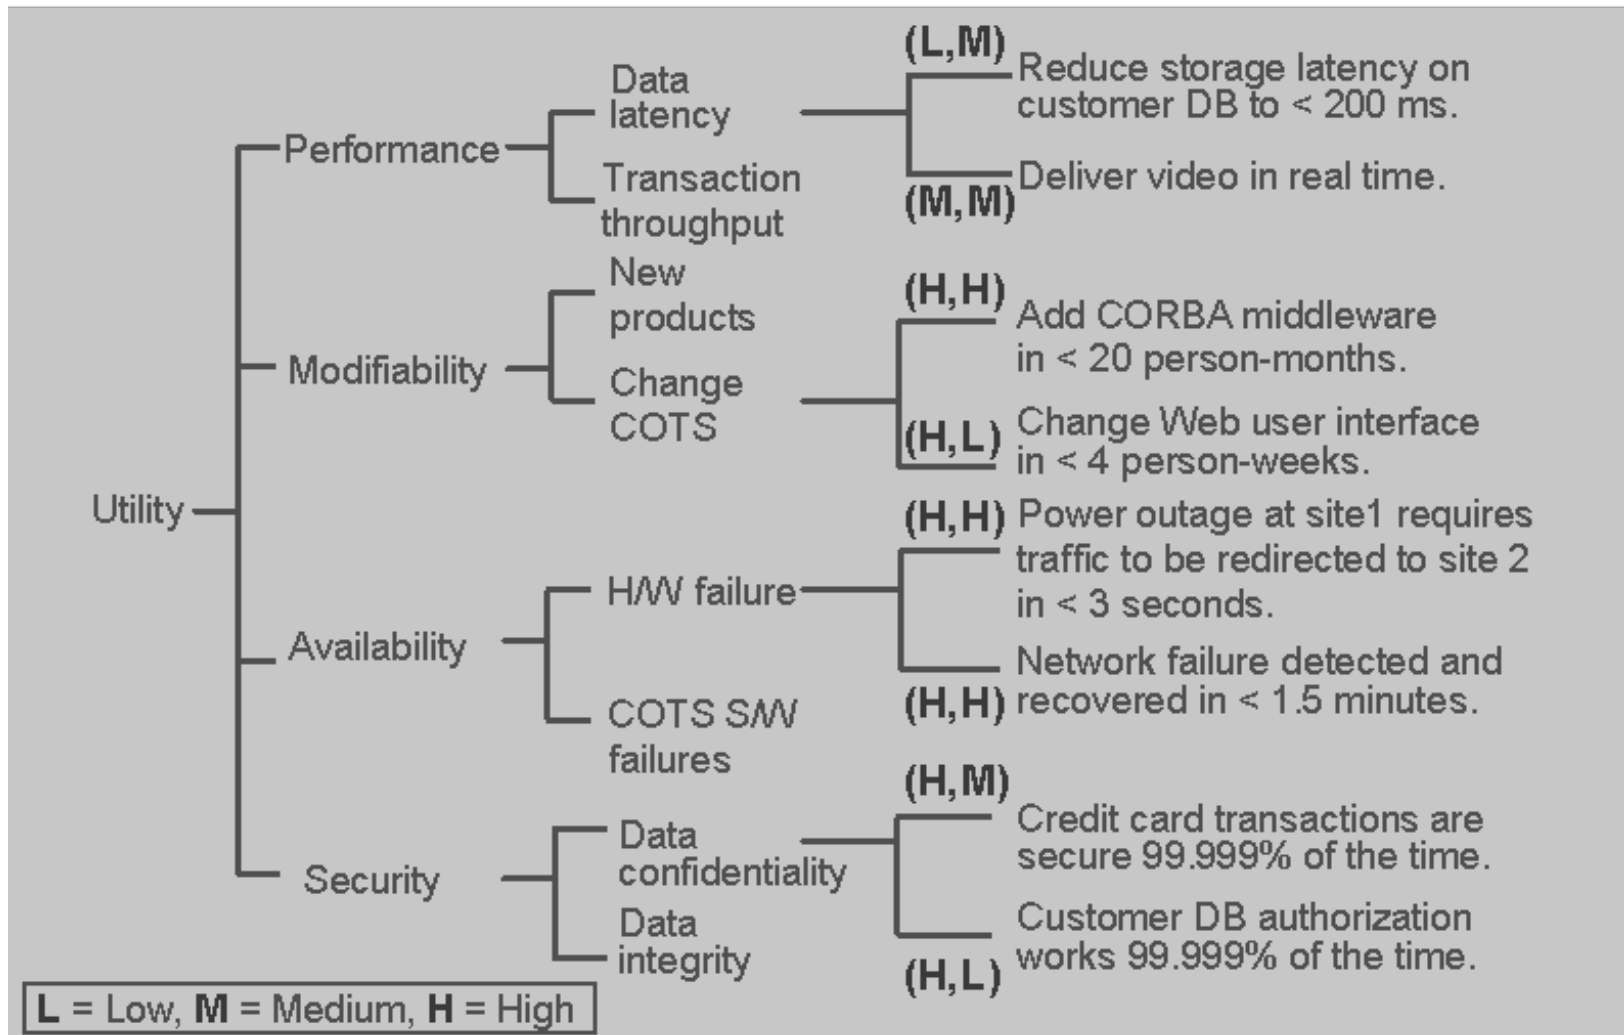 (L,M)
Data
latency
Reduce storage latency on
customer DB to < 200 ms.
Performance
Transaction
throughput
Deliver video in real time.
(M,M)
New
products
(H,H)
Add CORBA middleware
in < 20 person-months.
Modifiability
Change
COTS
(H,L)
Change Web user interface
in < 4 person-weeks.
Utility
(H,H)
Power outage at site1 requires
traffic to be redirected to site 2
in < 3 seconds.
H/W failure
Availability
Network failure detected and
recovered in < 1.5 minutes.
(H,H)
COTS S/W
failures
(H,M)
Data
confidentiality
Credit card transactions are
secure 99.999% of the time.
Security
Data
integrity
Customer DB authorization
works 99.999% of the time.
(H,L)
L = Low, M = Medium, H = High